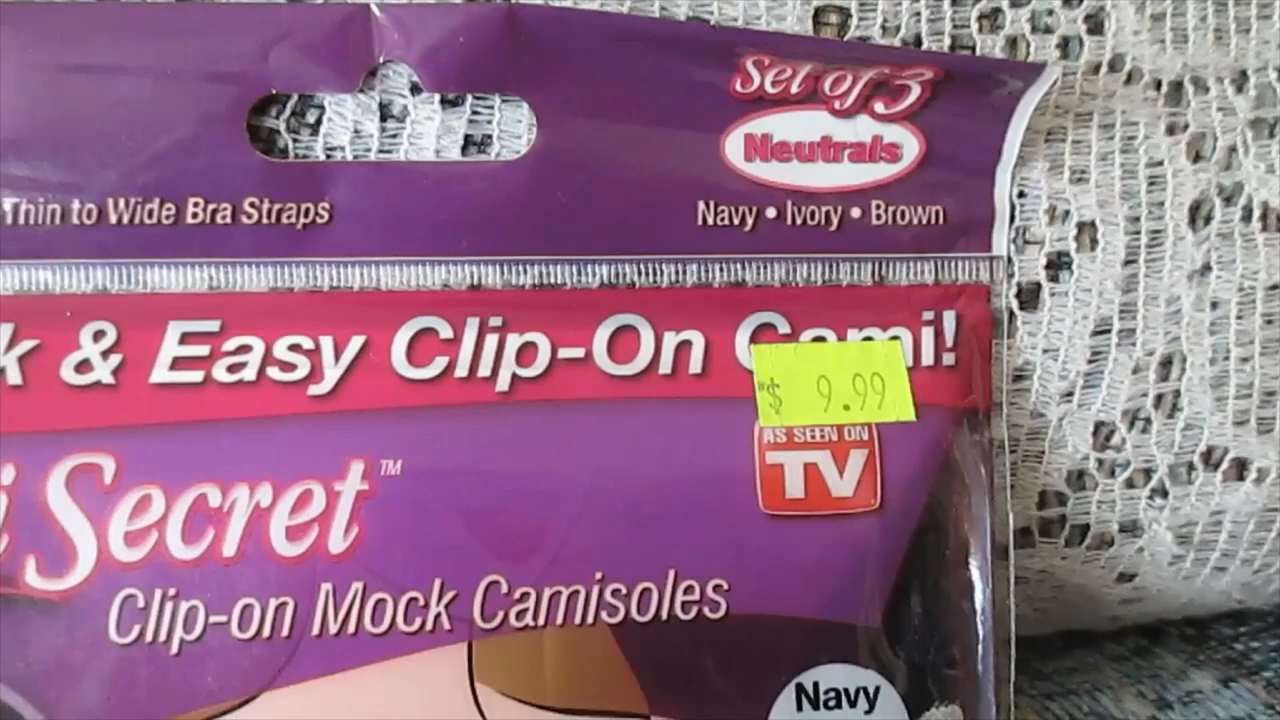 Set of 3
Neutrals
Thin to Wide Bra Straps
Navy • Ivory • Brown
k & Easy Clip-On Cami!
$ 9.99
AS SEEN ON
TV
i Secret™
Clip-on Mock Camisoles
Navy